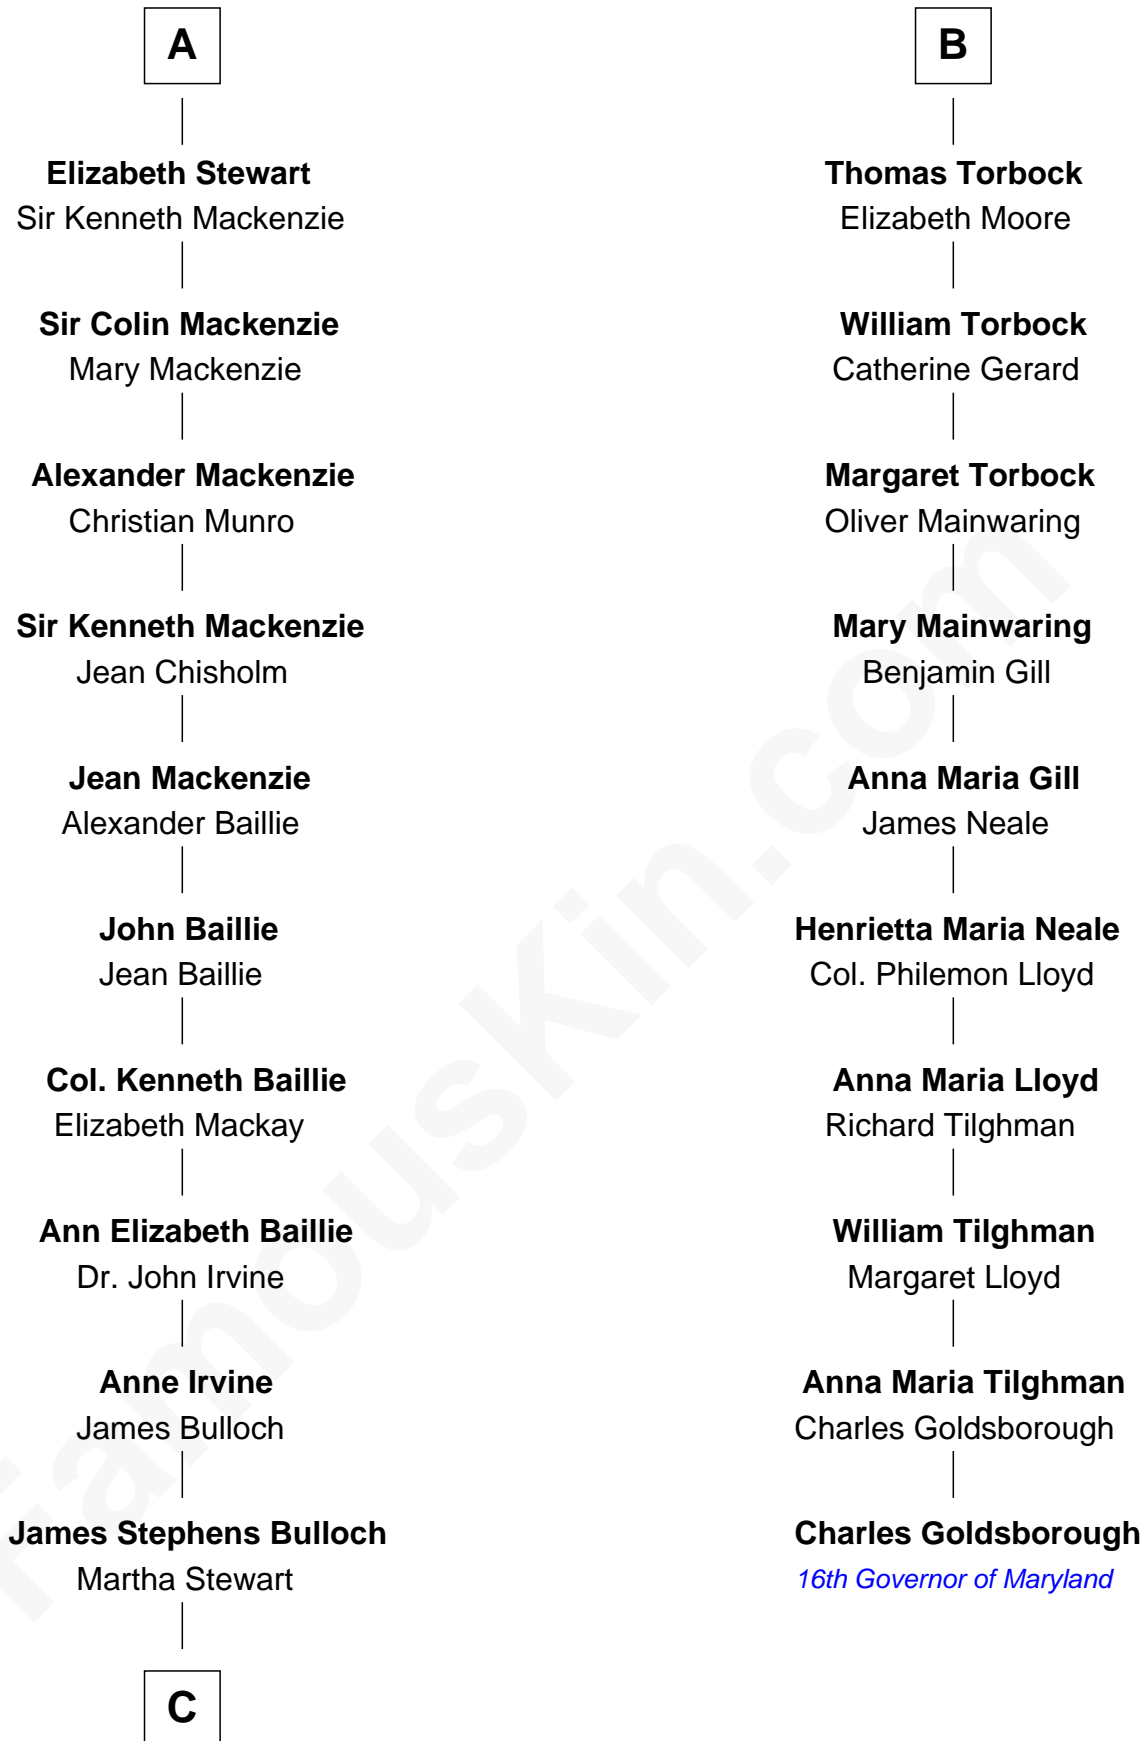 A
Elizabeth Stewart
Sir Kenneth Mackenzie
Sir Colin Mackenzie
Mary Mackenzie
Alexander Mackenzie
Christian Munro
Sir Kenneth Mackenzie
Jean Chisholm
Jean Mackenzie
Alexander Baillie
John Baillie
Jean Baillie
Col. Kenneth Baillie
Elizabeth Mackay
Ann Elizabeth Baillie
Dr. John Irvine
Anne Irvine
James Bulloch
James Stephens Bulloch
Martha Stewart
C
B
Thomas Torbock
Elizabeth Moore
William Torbock
Catherine Gerard
Margaret Torbock
Oliver Mainwaring
Mary Mainwaring
Benjamin Gill
Anna Maria Gill
James Neale
Henrietta Maria Neale
Col. Philemon Lloyd
Anna Maria Lloyd
Richard Tilghman
William Tilghman
Margaret Lloyd
Anna Maria Tilghman
Charles Goldsborough
Charles Goldsborough
16th Governor of Maryland
FamousKin.com